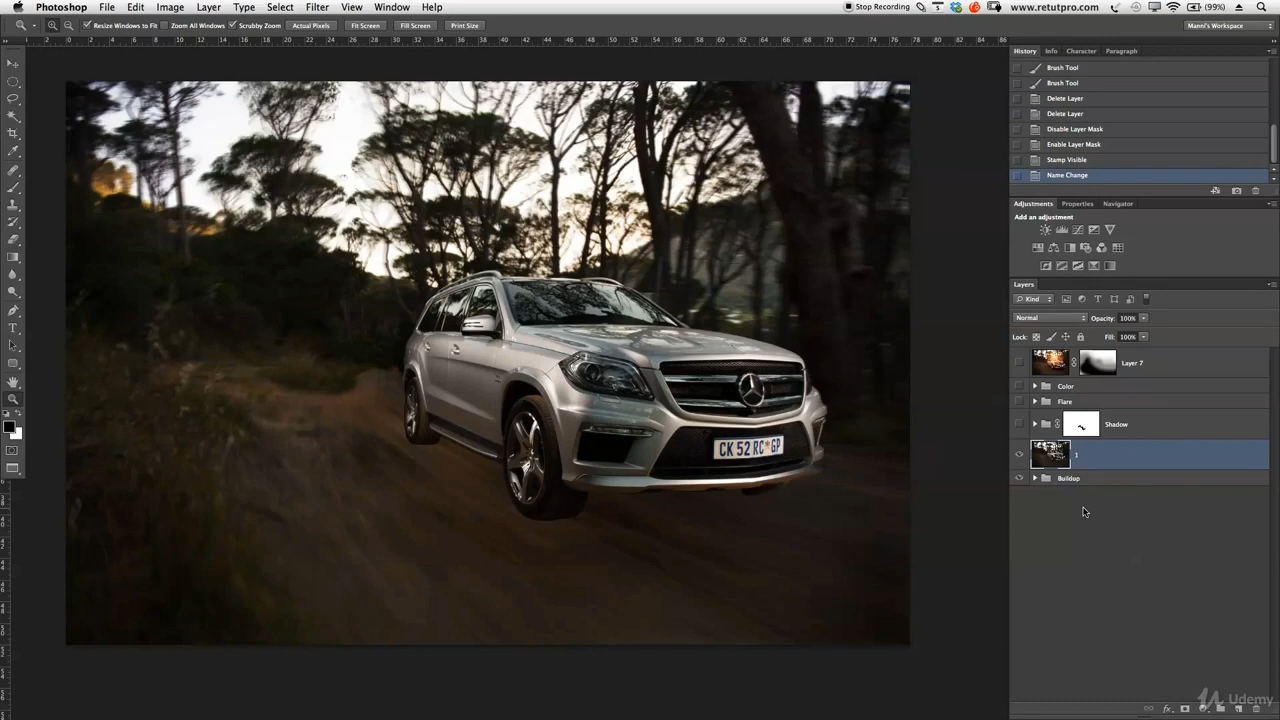 Photoshop File Edit Image Layer Type Select Filter View Window Help
Stop Recording www.retutpro.com (99%)
Resize Windows to Fit Zoom All Windows Scrubby Zoom Actual Pixels Fit Screen Fill Screen Print Size
Manni's Workspace
History Info Character Paragraph
Brush Tool
Brush Tool
Delete Layer
Delete Layer
Disable Layer Mask
Enable Layer Mask
Stamp Visible
Name Change
Adjustments Properties Navigator
Add an adjustment
Layers
Kind
Normal Opacity: 100%
Lock: Fill: 100%
Layer 7
Color
Flare
Shadow
1
Buildup
CK 52 RC GP
Udemy